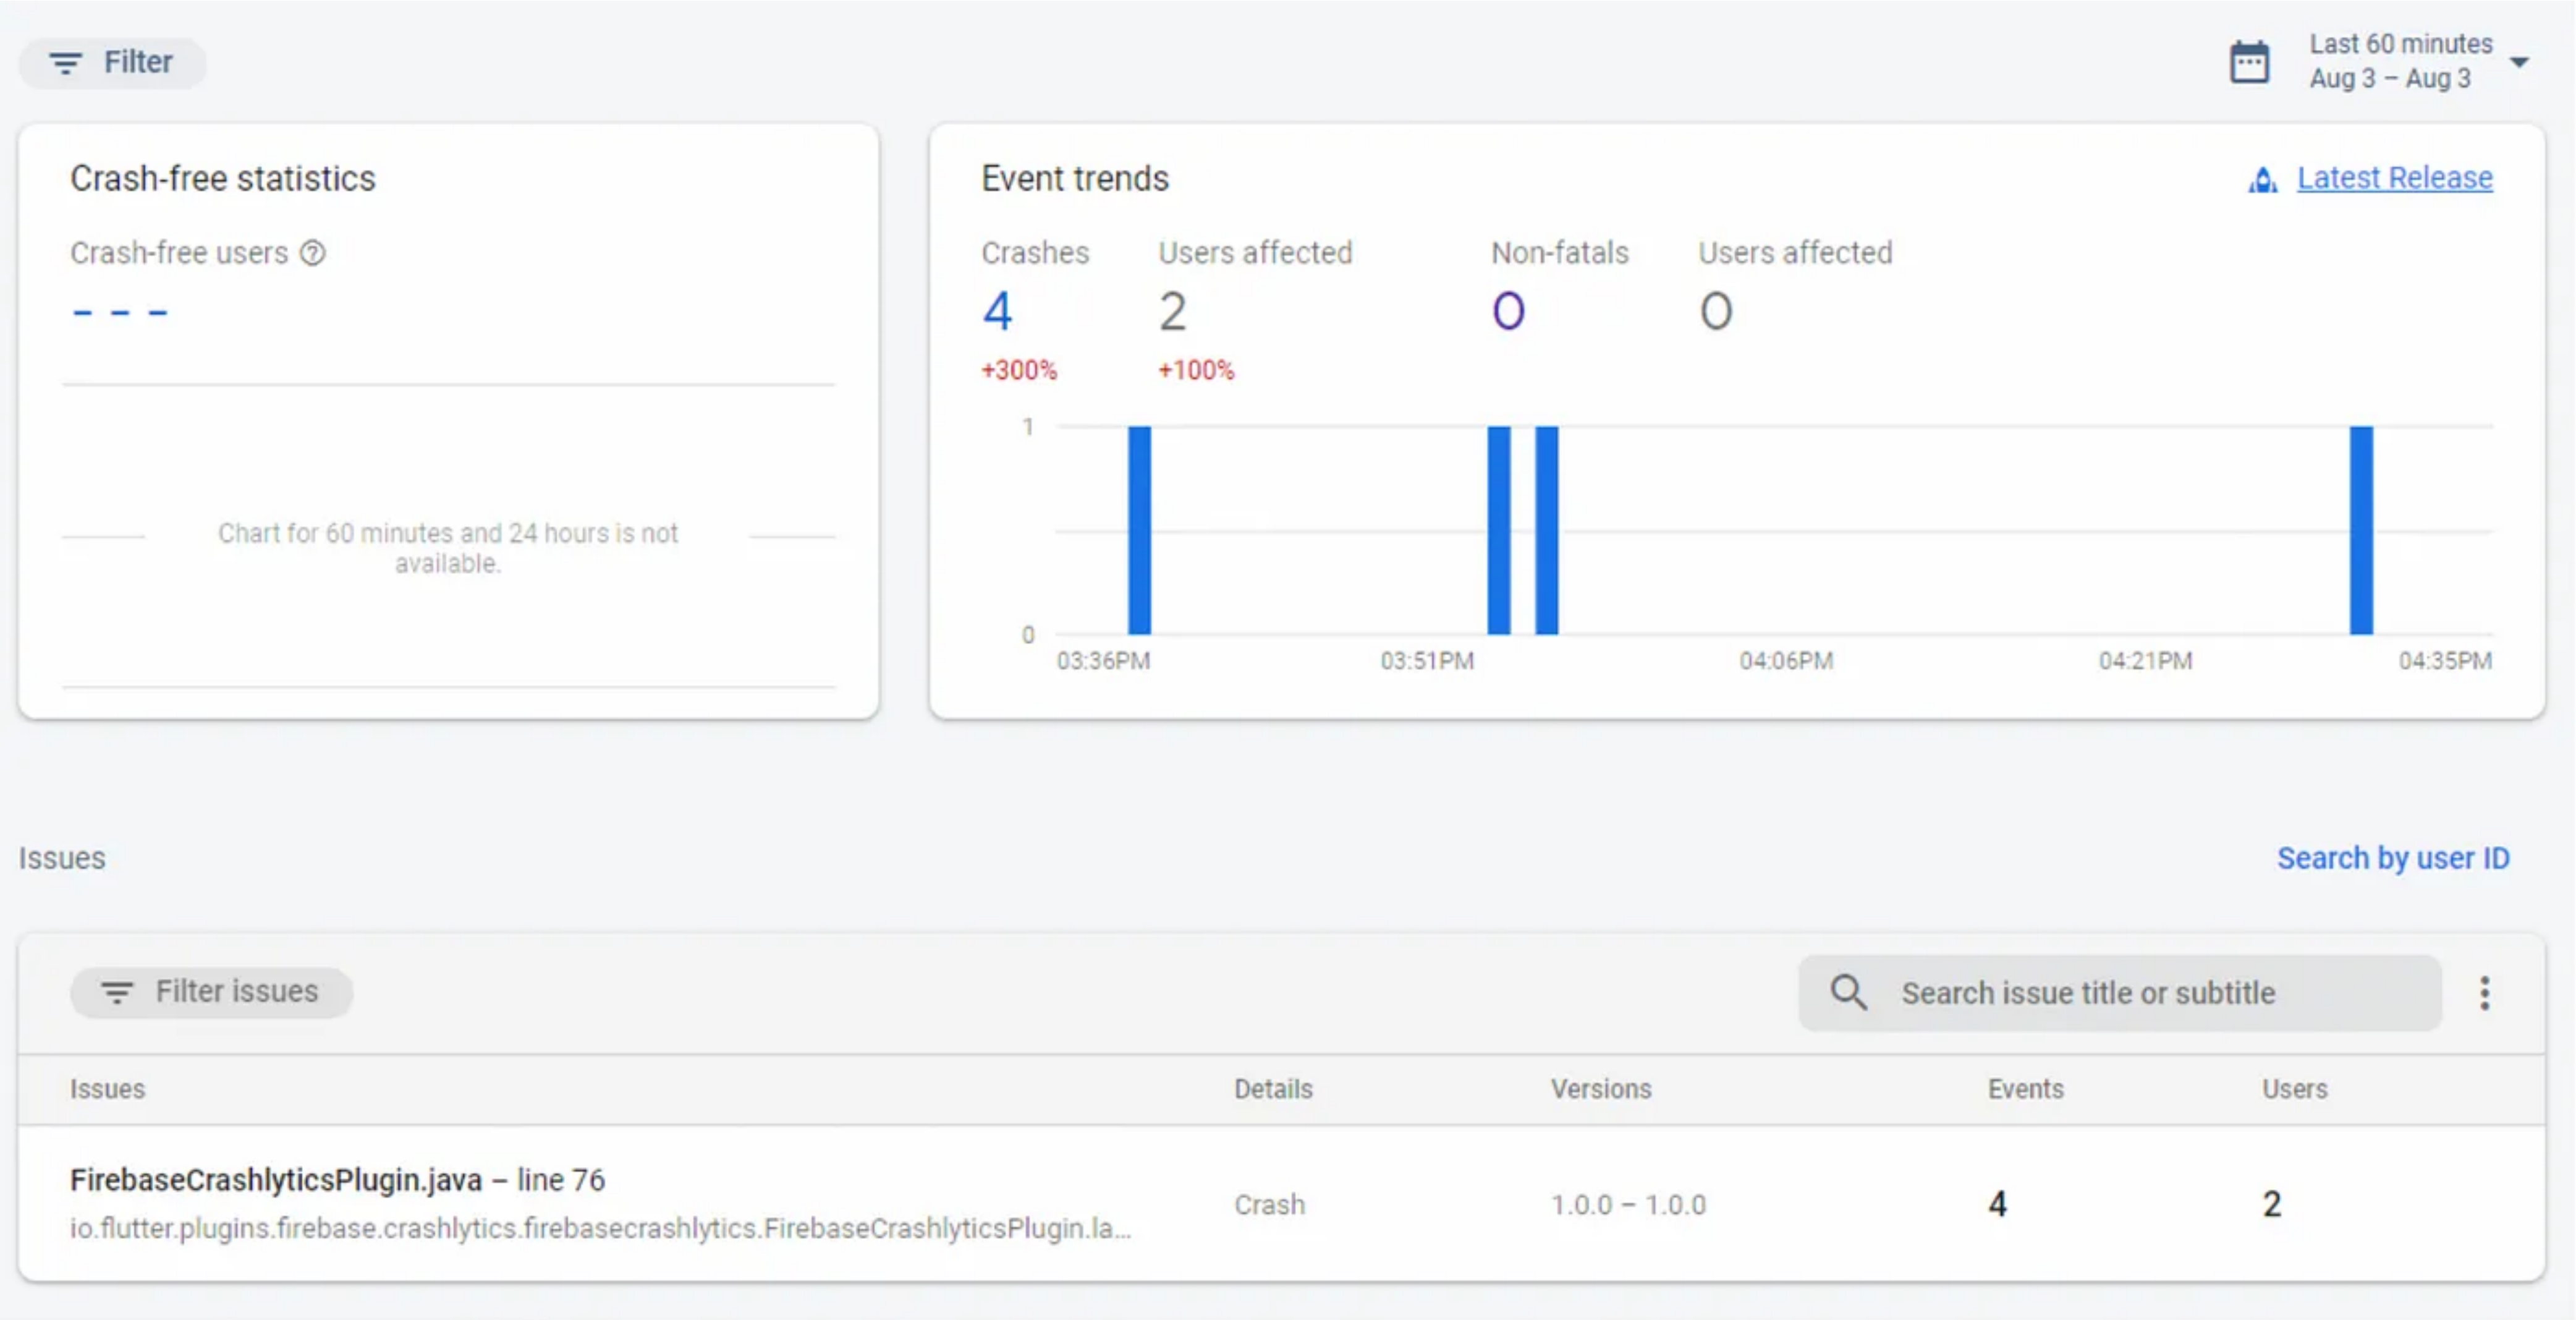 Filter
Last 60 minutes
Aug 3 – Aug 3
Crash-free statistics
Crash-free users
- - -
Chart for 60 minutes and 24 hours is not
available.
Event trends
Latest Release
Crashes Users affected Non-fatals Users affected
4 2 0 0
+300% +100%
1
0
03:36PM 03:51PM 04:06PM 04:21PM 04:35PM
Issues
Search by user ID
Filter issues
Search issue title or subtitle
Issues Details Versions Events Users
FirebaseCrashlyticsPlugin.java – line 76
io.flutter.plugins.firebase.crashlytics.firebasecrashlytics.FirebaseCrashlyticsPlugin.la...
Crash 1.0.0 – 1.0.0 4 2